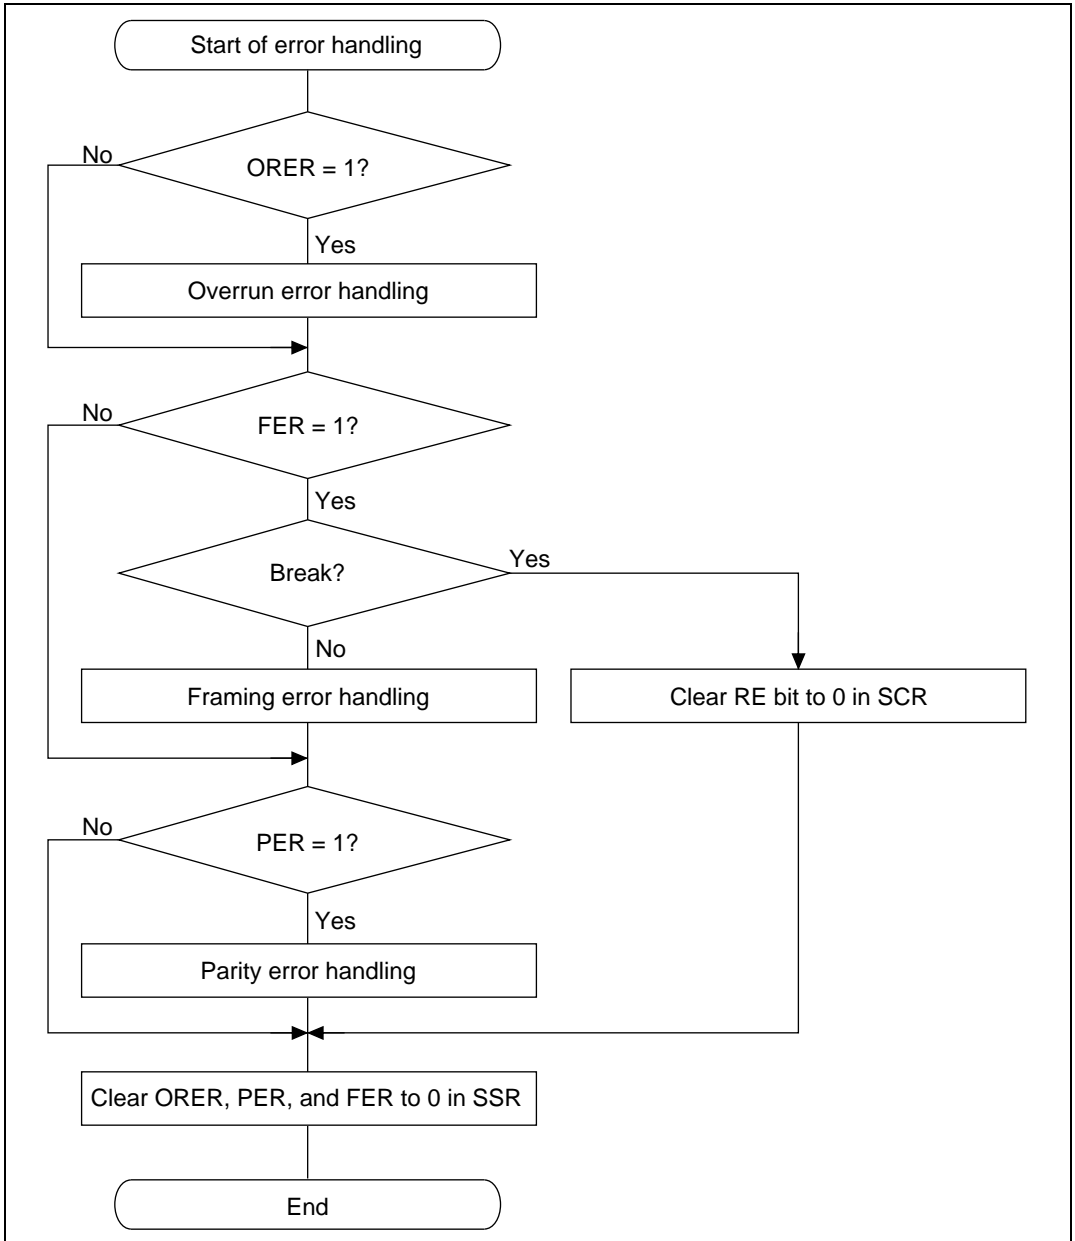 Start of error handling
No
ORER = 1?
Yes
Overrun error handling
No
FER = 1?
Yes
Break?
Yes
No
Framing error handling
Clear RE bit to 0 in SCR
No
PER = 1?
Yes
Parity error handling
Clear ORER, PER, and FER to 0 in SSR
End